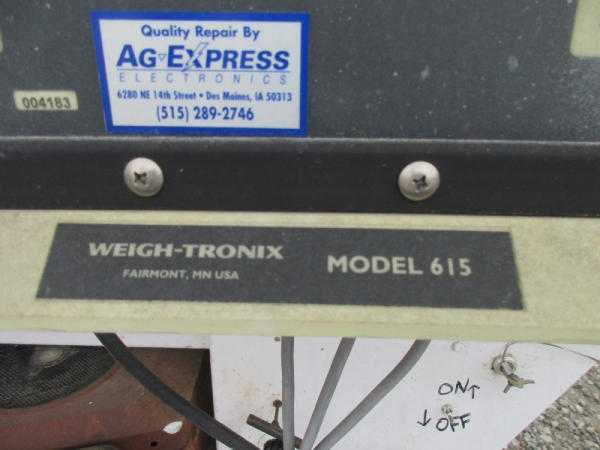 Quality Repair By
AG-EXPRESS
ELECTRONICS
6280 NE 14th Street • Des Moines, IA 50313
(515) 289-2746
004183
WEIGH-TRONIX
FAIRMONT, MN USA
MODEL 615
ON↑
↓OFF